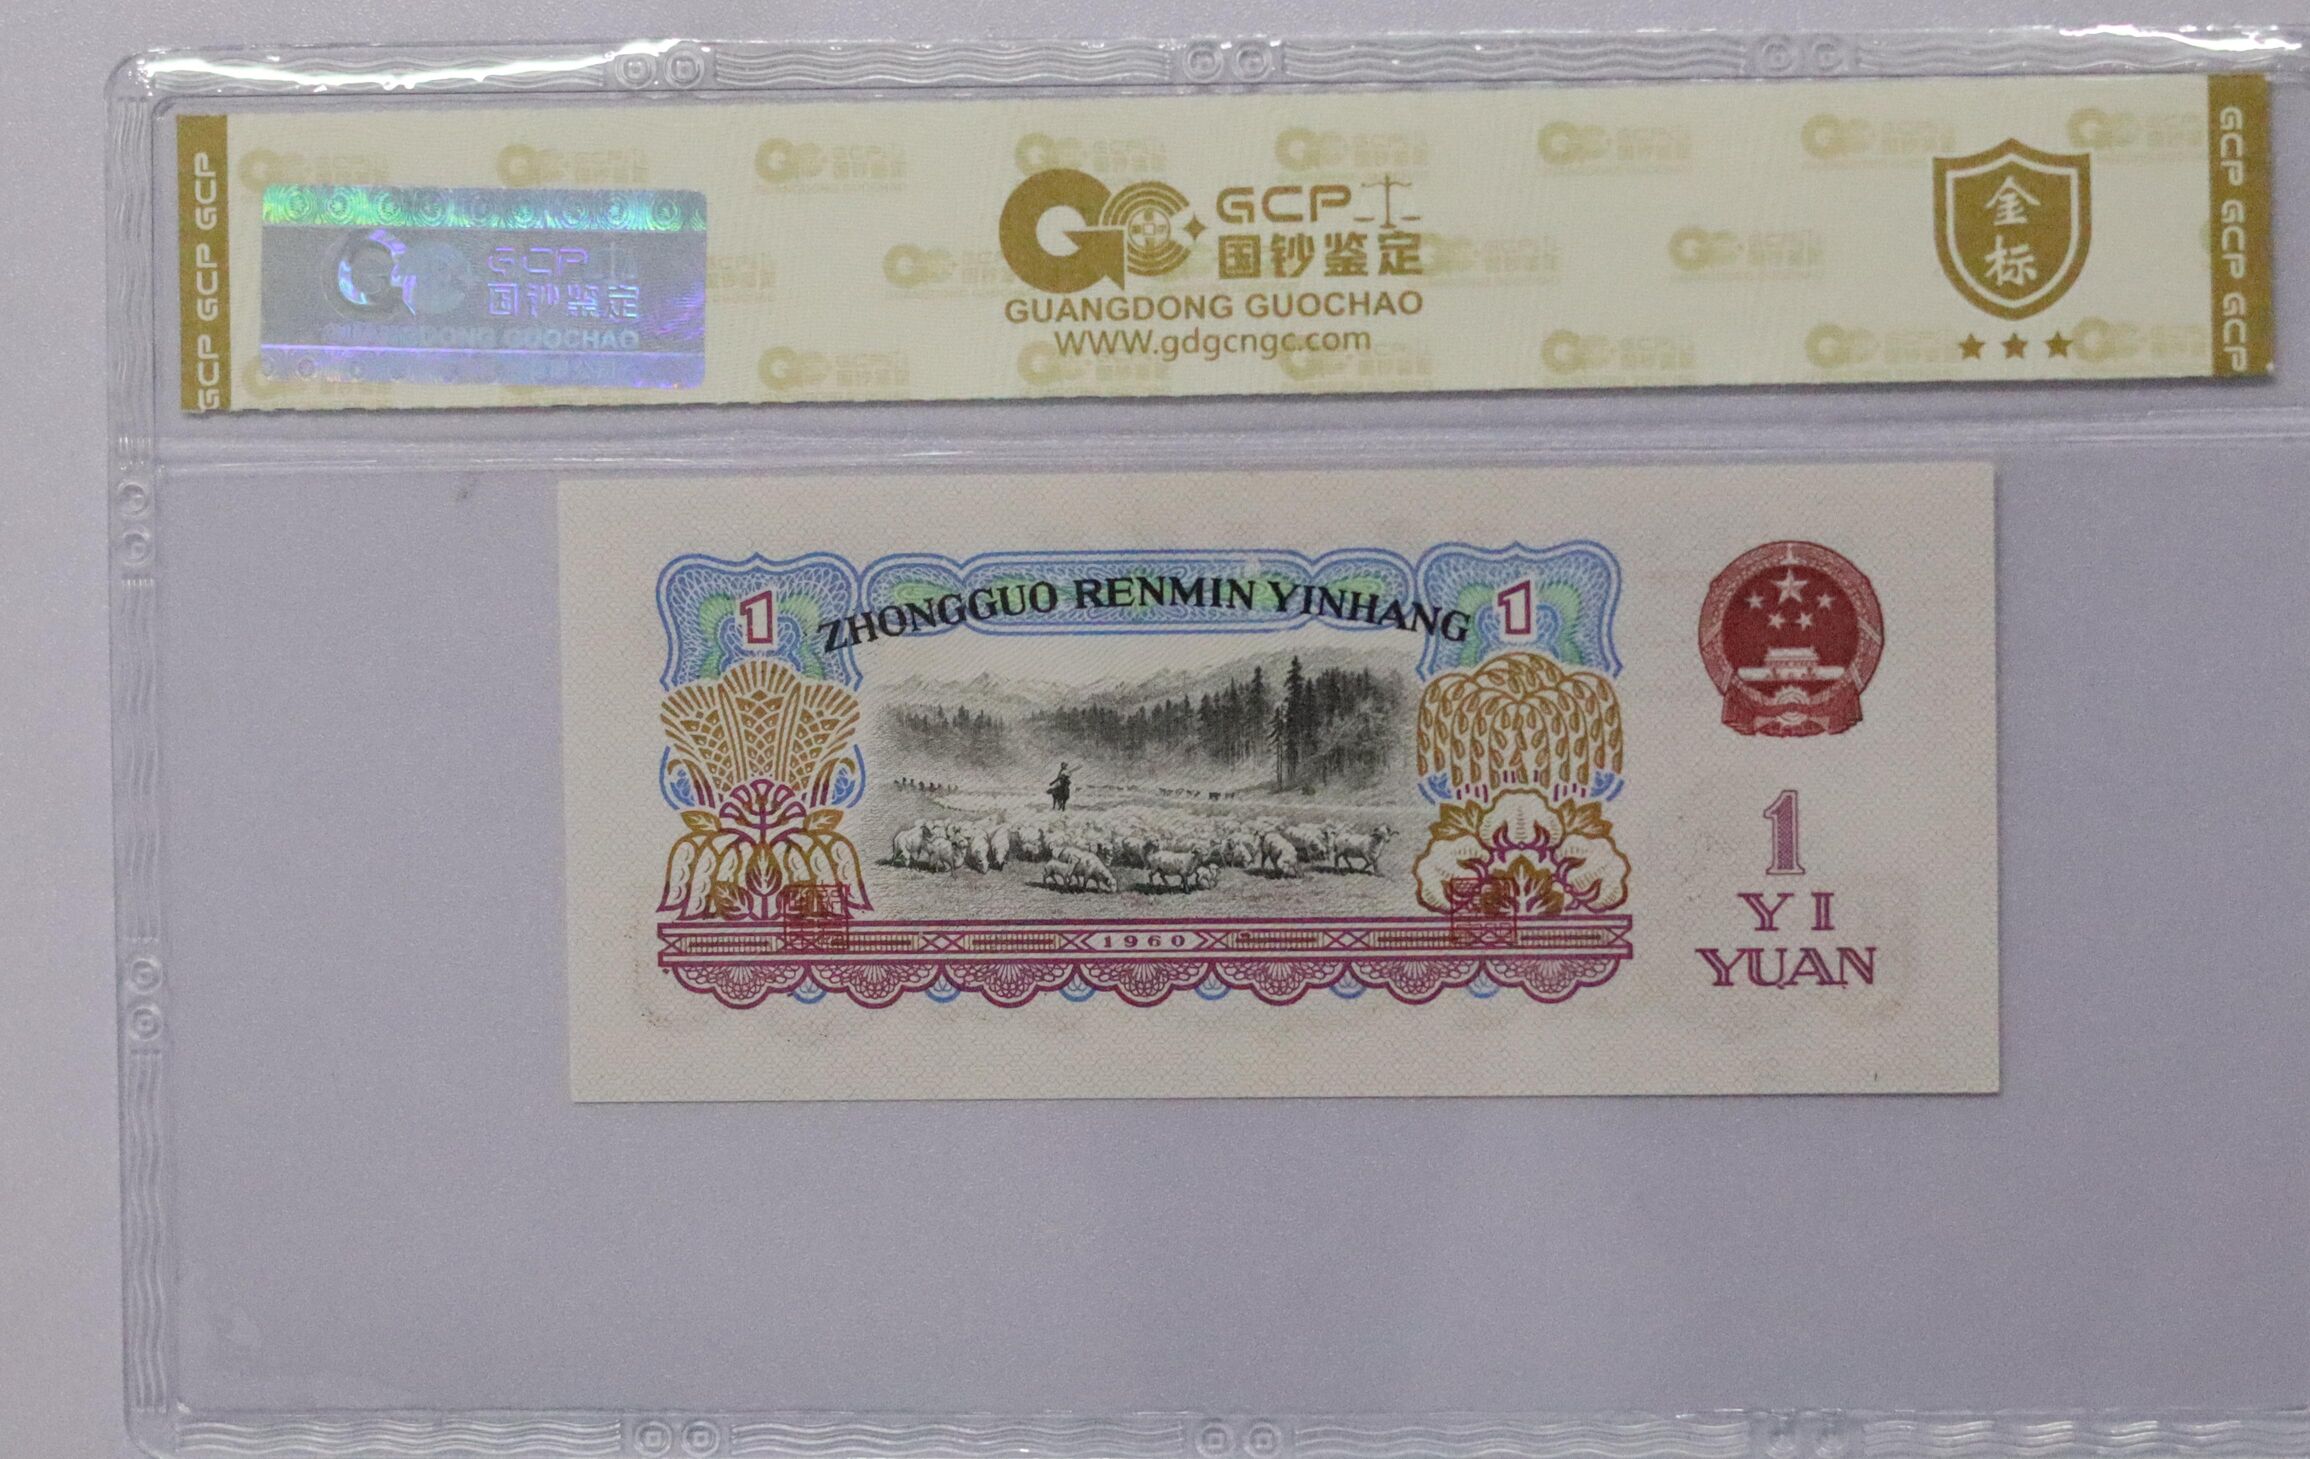 GCP GCP GCP
GCP
国钞鉴定
GUANGDONG GUOCHAO
GCP
国钞鉴定
GUANGDONG GUOCHAO
www.gdgcngc.com
金标
GCP GCP GCP
ZHONGGUO RENMIN YINHANG
1
1
1
YI
YUAN
1960